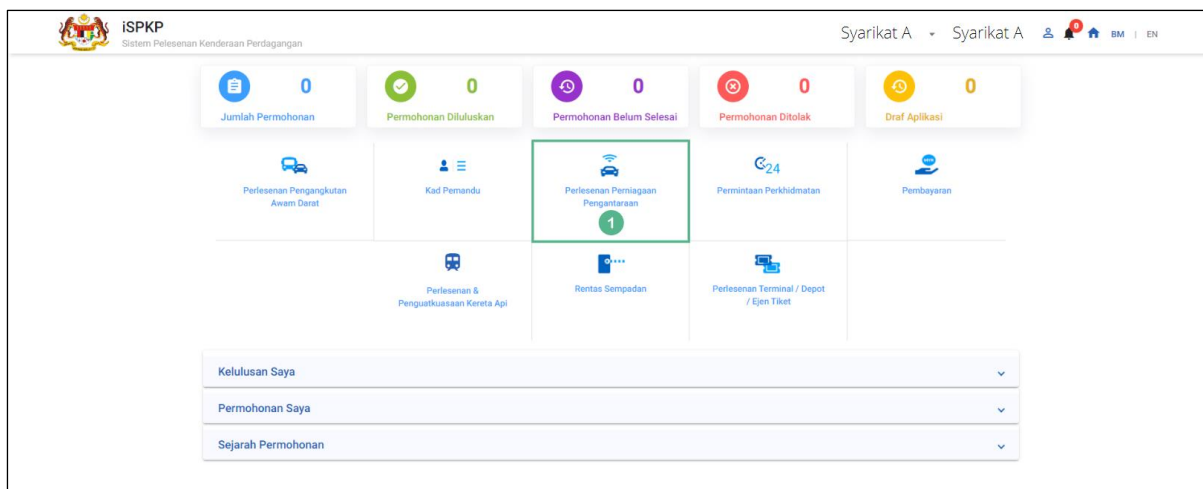 iSPKP
Sistem Pelesenan Kenderaan Perdagangan
Syarikat A Syarikat A 0 BM | EN
0 0 0 0 0
Jumlah Permohonan Permohonan Diluluskan Permohonan Belum Selesai Permohonan Ditolak Draf Aplikasi
24
Perlesenan Pengangkutan Kad Pemandu Perlesenan Perniagaan Permintaan Perkhidmatan Pembayaran
Awam Darat Pengantaraan
1
Perlesenan & Rentas Sempadan Perlesenan Terminal / Depot
Penguatkuasaan Kereta Api / Ejen Tiket
Kelulusan Saya
Permohonan Saya
Sejarah Permohonan